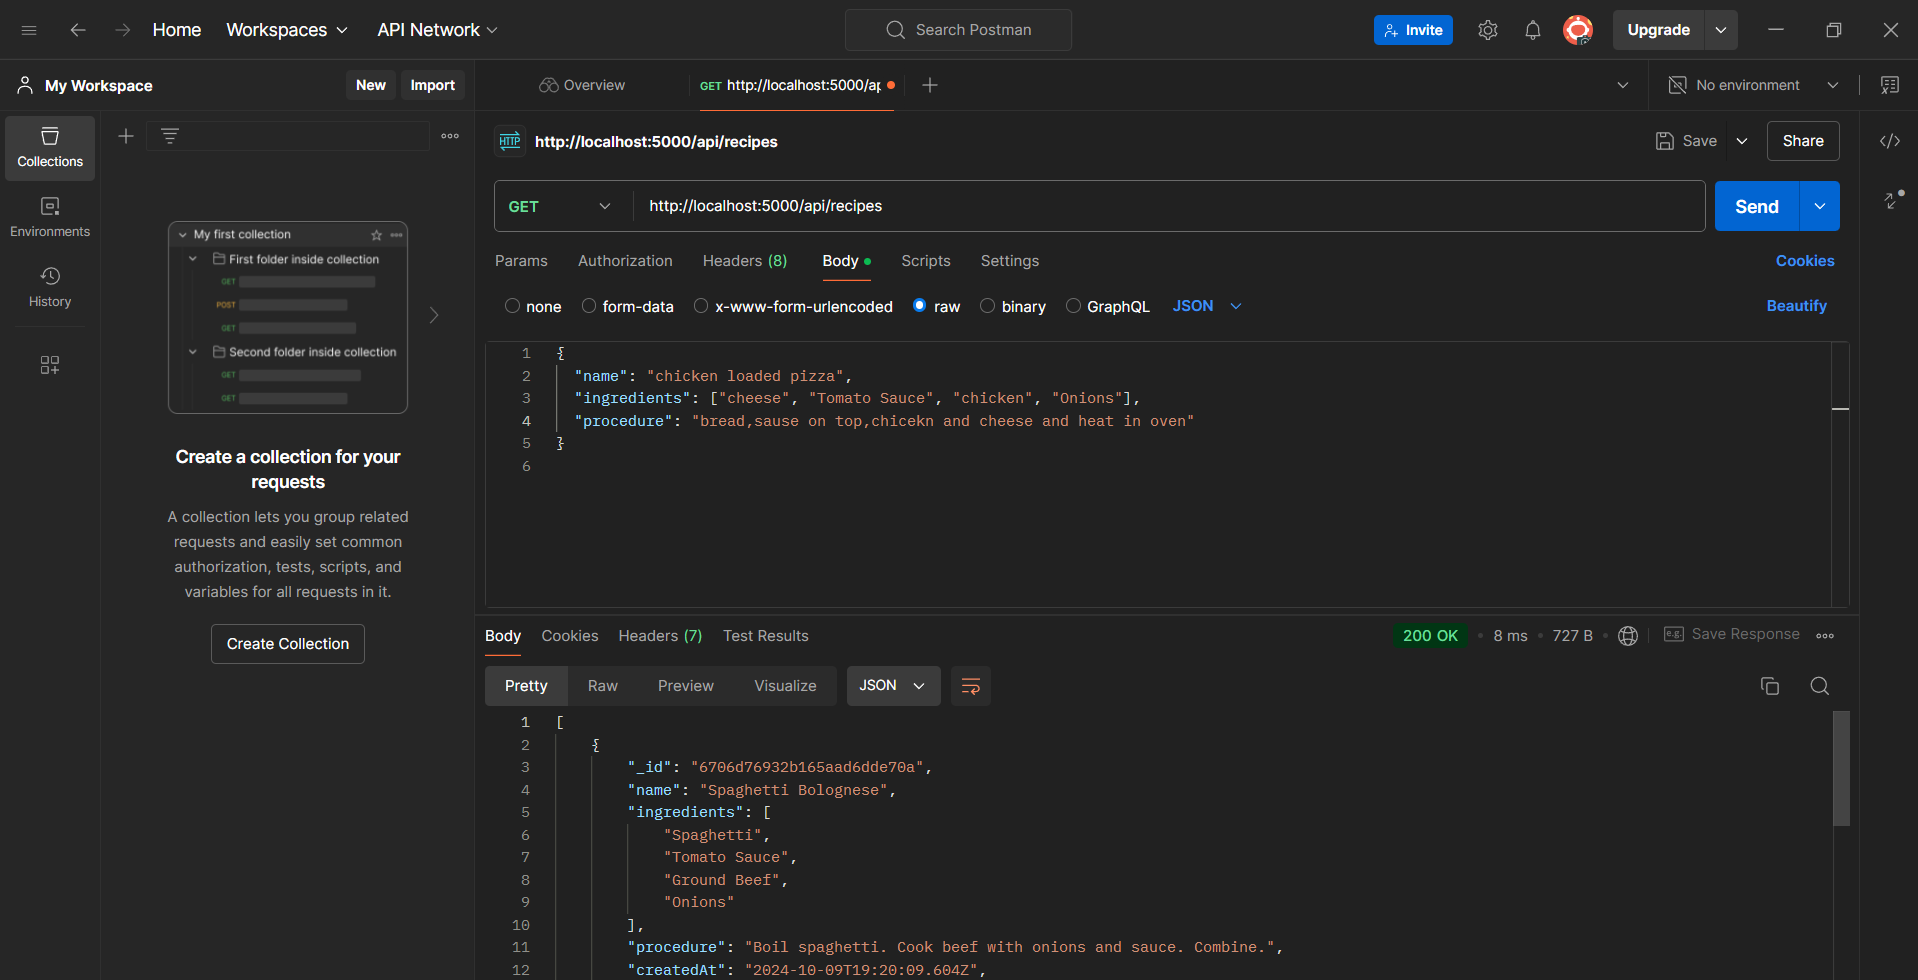 Home
Workspaces
API Network
Search Postman
Invite
Upgrade
My Workspace
New
Import
Overview
GET http://localhost:5000/ap
No environment
Collections
Environments
History
My first collection
First folder inside collection
GET
POST
GET
Second folder inside collection
GET
GET
Create a collection for your
requests
A collection lets you group related
requests and easily set common
authorization, tests, scripts, and
variables for all requests in it.
Create Collection
HTTP http://localhost:5000/api/recipes
Save
Share
GET
http://localhost:5000/api/recipes
Send
Params Authorization Headers (8) Body Scripts Settings
Cookies
none form-data x-www-form-urlencoded raw binary GraphQL JSON
Beautify
1 {
2 "name": "chicken loaded pizza",
3 "ingredients": ["cheese", "Tomato Sauce", "chicken", "Onions"],
4 "procedure": "bread,sause on top,chicekn and cheese and heat in oven"
5 }
6
Body Cookies Headers (7) Test Results
200 OK 8 ms 727 B
e.g. Save Response
Pretty Raw Preview Visualize JSON
1 [
2 {
3 "_id": "6706d76932b165aad6dde70a",
4 "name": "Spaghetti Bolognese",
5 "ingredients": [
6 "Spaghetti",
7 "Tomato Sauce",
8 "Ground Beef",
9 "Onions"
10 ],
11 "procedure": "Boil spaghetti. Cook beef with onions and sauce. Combine.",
12 "createdAt": "2024-10-09T19:20:09.604Z",